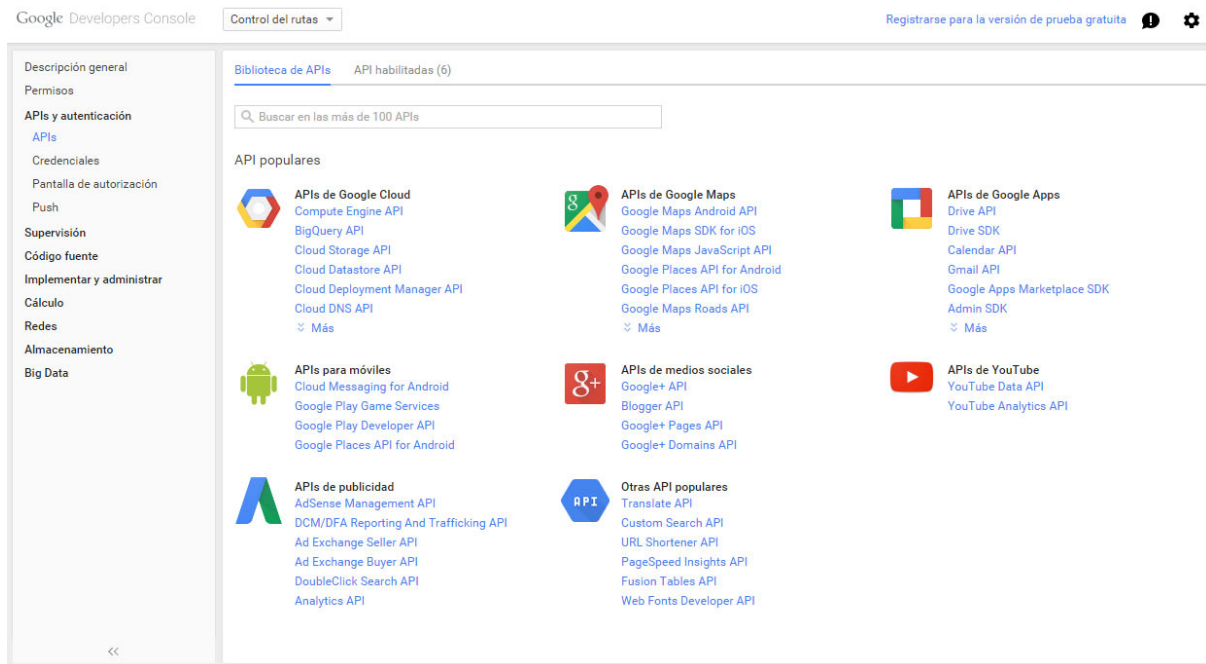 Google Developers Console
Control del rutas
Registrarse para la versión de prueba gratuita
Descripción general
Permisos
APIs y autenticación
APIs
Credenciales
Pantalla de autorización
Push
Supervisión
Código fuente
Implementar y administrar
Cálculo
Redes
Almacenamiento
Big Data
Biblioteca de APIs
API habilitadas (6)
Buscar en las más de 100 APIs
API populares
APIs de Google Cloud
Compute Engine API
BigQuery API
Cloud Storage API
Cloud Datastore API
Cloud Deployment Manager API
Cloud DNS API
Más
g
APIs de Google Maps
Google Maps Android API
Google Maps SDK for iOS
Google Maps JavaScript API
Google Places API for Android
Google Places API for iOS
Google Maps Roads API
Más
APIs de Google Apps
Drive API
Drive SDK
Calendar API
Gmail API
Google Apps Marketplace SDK
Admin SDK
Más
APIs para móviles
Cloud Messaging for Android
Google Play Game Services
Google Play Developer API
Google Places API for Android
g+
APIs de medios sociales
Google+ API
Blogger API
Google+ Pages API
Google+ Domains API
APIs de YouTube
YouTube Data API
YouTube Analytics API
APIs de publicidad
AdSense Management API
DCM/DFA Reporting And Trafficking API
Ad Exchange Seller API
Ad Exchange Buyer API
DoubleClick Search API
Analytics API
API
Otras API populares
Translate API
Custom Search API
URL Shortener API
PageSpeed Insights API
Fusion Tables API
Web Fonts Developer API